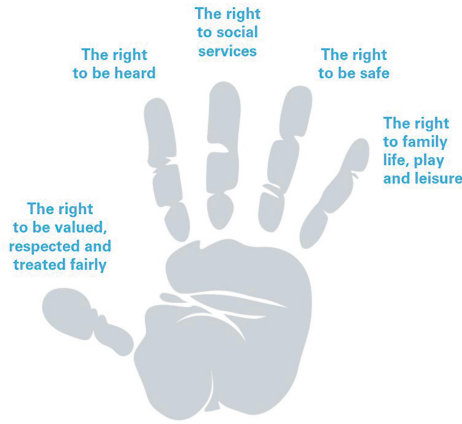 The right
to social
services
The right
to be heard
The right
to be safe
The right
to family
life, play
and leisure
The right
to be valued,
respected and
treated fairly